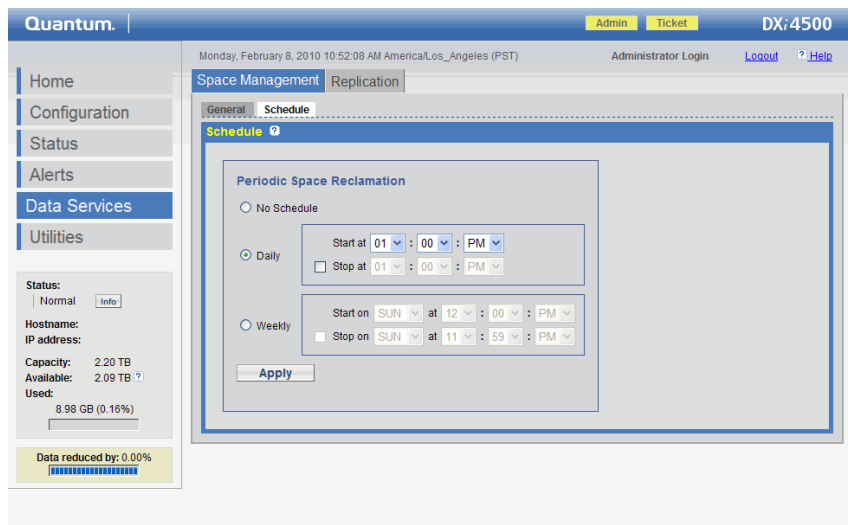 Quantum. Admin Ticket DXi4500
Monday, February 8, 2010 10:52:08 AM America/Los_Angeles (PST) Administrator Login Logout ? Help
Home
Configuration
Status
Alerts
Data Services
Utilities
Status:
Normal Info
Hostname:
IP address:
Capacity: 2.20 TB
Available: 2.09 TB ?
Used:
8.98 GB (0.16%)
Data reduced by: 0.00%
Space Management Replication
General Schedule
Schedule ?
Periodic Space Reclamation
No Schedule
Daily
Start at 01 : 00 : PM
Stop at 01 : 00 : PM
Weekly
Start on SUN at 12 : 00 : PM
Stop on SUN at 11 : 59 : PM
Apply